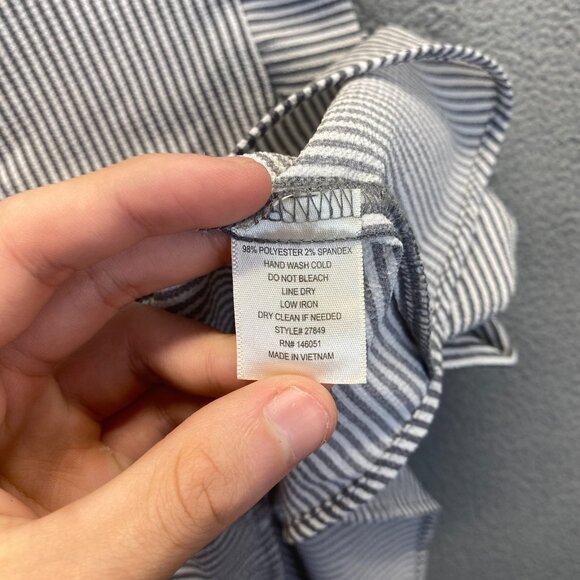 98% POLYESTER 2% SPANDEX
HAND WASH COLD
DO NOT BLEACH
LINE DRY
LOW IRON
DRY CLEAN IF NEEDED
STYLE# 27849
RN# 146051
MADE IN VIETNAM